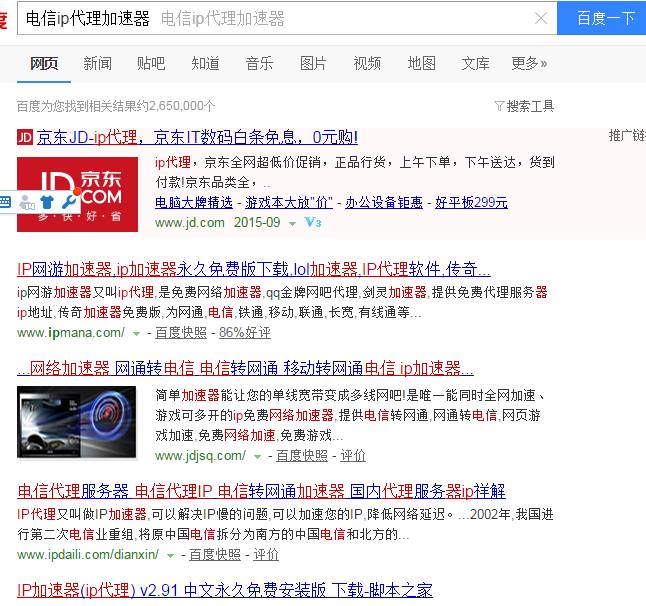 电信ip代理加速器 电信ip代理加速器 百度一下
网页 新闻 贴吧 知道 音乐 图片 视频 地图 文库 更多»
百度为您找到相关结果约2,650,000个 搜索工具
JD 京东JD-ip代理，京东IT数码白条免息，0元购! 推广链
JD 京东
.COM
多·快·好·省
ip代理，京东全网超低价促销，正品行货，上午下单，下午送达，货到
付款!京东品类全，..
电脑大牌精选 - 游戏本大放"价" - 办公设备钜惠 - 好平板299元
www.jd.com 2015-09 V3
IP网游加速器,ip加速器永久免费版下载,lol加速器,IP代理软件,传奇...
ip网游加速器又叫ip代理,是免费网络加速器,qq金牌网吧代理,剑灵加速器,提供免费代理服务器
ip地址,传奇加速器免费版,为网通,电信,铁通,移动,联通,长宽,有线通等...
www.ipmana.com/ - 百度快照 - 86%好评
...网络加速器 网通转电信 电信转网通 移动转网通电信 ip加速器...
简单加速器能让您的单线宽带变成多线网吧!是唯一能同时全网加速、
游戏可多开的ip免费网络加速器,提供电信转网通,网通转电信,网页游
戏加速,免费网络加速,免费游戏...
www.jdjsq.com/ - 百度快照 - 评价
电信代理服务器 电信代理IP 电信转网通加速器 国内代理服务器ip祥解
IP代理又叫做IP加速器,可以解决IP慢的问题,可以加速您的IP,降低网络延迟。...2002年,我国进
行第二次电信业重组,将原中国电信拆分为南方的中国电信和北方的...
www.ipdaili.com/dianxin/ - 百度快照 - 评价
IP加速器(ip代理) v2.91 中文永久免费安装版 下载-脚本之家